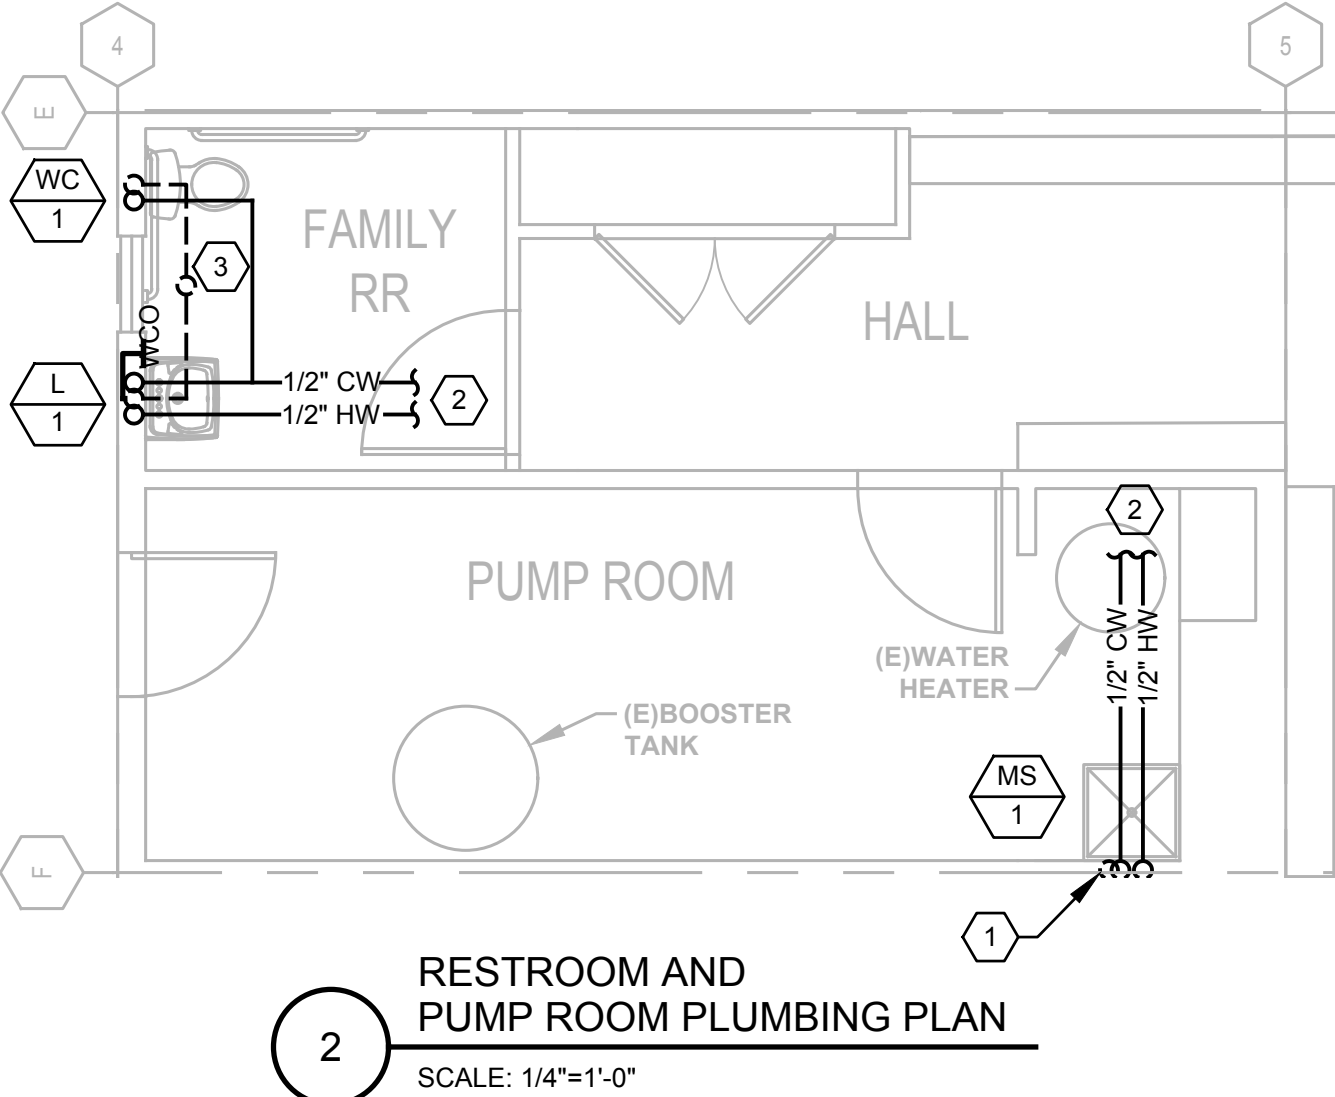 4
5
E
WC
1
FAMILY
RR
3
HALL
WCO
L
1
1/2" CW
1/2" HW
2
2
PUMP ROOM
1/2" CW
1/2" HW
(E)WATER
HEATER
(E)BOOSTER
TANK
MS
1
F
1
RESTROOM AND
PUMP ROOM PLUMBING PLAN
2
SCALE: 1/4"=1'-0"